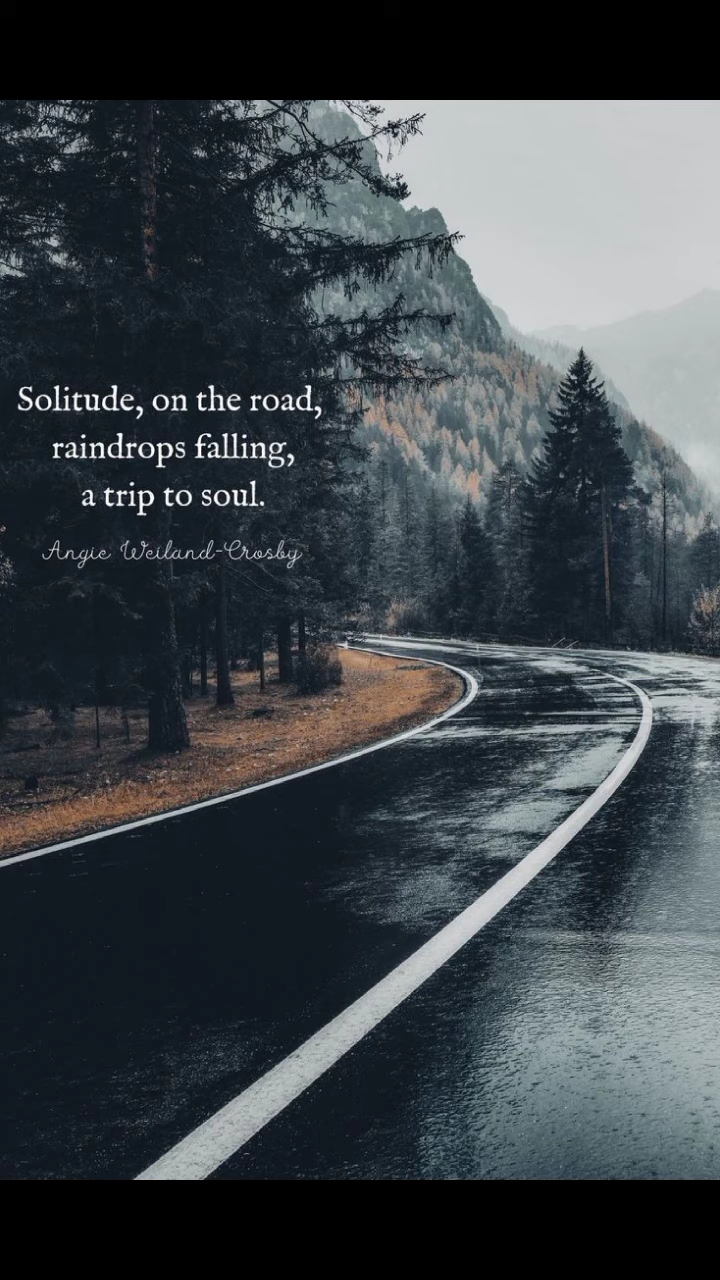 Solitude, on the road,
raindrops falling,
a trip to soul.
Angie Weiland-Crosby